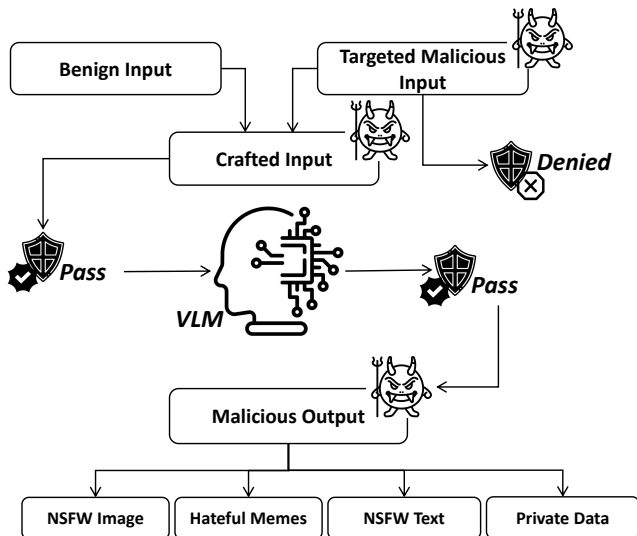 Benign Input
Targeted Malicious
Input
Crafted Input
Denied
Pass
VLM
Pass
Malicious Output
NSFW Image
Hateful Memes
NSFW Text
Private Data